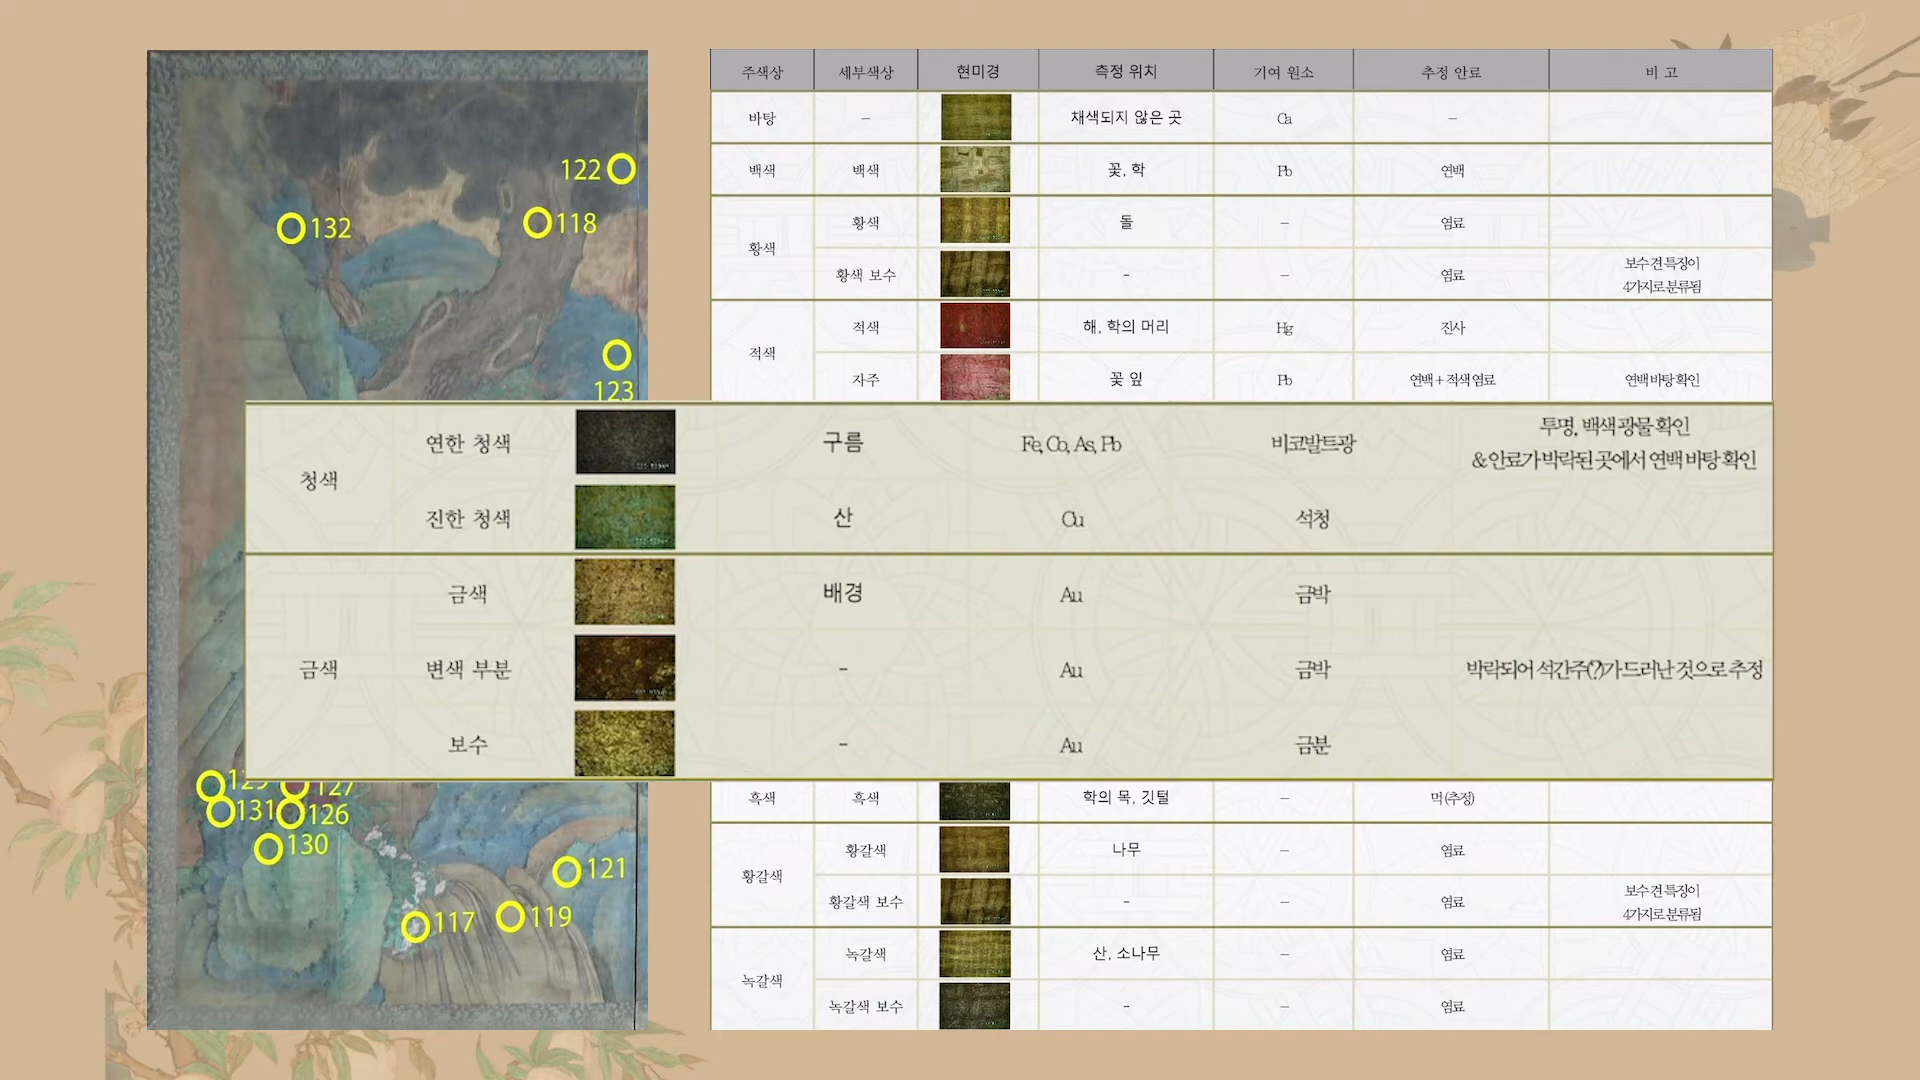 122
132
118
123
129
127
131
126
130
121
117
119
주색상 세부색상 현미경 측정 위치 기여 원소 추정 안료 비 고
바탕 – 채색되지 않은 곳 Ca –
백색 백색 꽃, 학 Pb 연백
황색
황색 돌 – 염료
황색 보수 - – 염료 보수견 특징이
4가지로 분류됨
적색
적색 해, 학의 머리 Hg 진사
자주 꽃 잎 Pb 연백 + 적색 염료 연백 바탕 확인
청색
연한 청색 구름 Fe, Co, As, Pb 비코발트광 투명, 백색 광물 확인
& 안료가 박락된 곳에서 연백 바탕 확인
진한 청색 산 Cu 석청
금색
금색 배경 Au 금박
변색 부분 - Au 금박 박락되어 석간주(?)가 드러난 것으로 추정
보수 - Au 금분
흑색 흑색 학의 목, 깃털 – 먹(추정)
황갈색
황갈색 나무 – 염료
황갈색 보수 - – 염료 보수견 특징이
4가지로 분류됨
녹갈색
녹갈색 산, 소나무 – 염료
녹갈색 보수 - – 염료